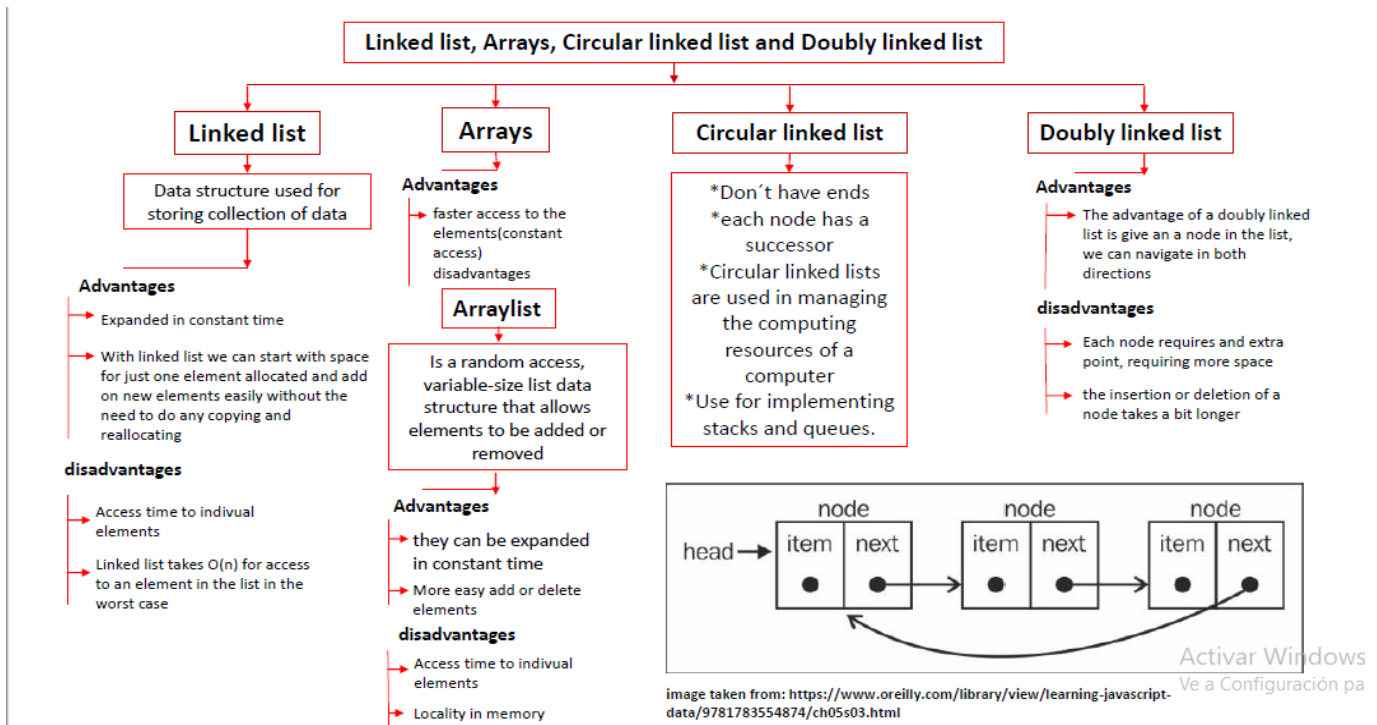 Linked list, Arrays, Circular linked list and Doubly linked list
Linked list
Data structure used for
storing collection of data
Advantages
Expanded in constant time
With linked list we can start with space
for just one element allocated and add
on new elements easily without the
need to do any copying and
reallocating
disadvantages
Access time to indivual
elements
Linked list takes O(n) for access
to an element in the list in the
worst case
Arrays
Advantages
faster access to the
elements(constant
access)
disadvantages
Arraylist
Is a random access,
variable-size list data
structure that allows
elements to be added or
removed
Advantages
they can be expanded
in constant time
More easy add or delete
elements
disadvantages
Access time to indivual
elements
Locality in memory
Circular linked list
*Don´t have ends
*each node has a
successor
*Circular linked lists
are used in managing
the computing
resources of a
computer
*Use for implementing
stacks and queues.
Doubly linked list
Advantages
The advantage of a doubly linked
list is give an a node in the list,
we can navigate in both
directions
disadvantages
Each node requires and extra
point, requiring more space
the insertion or deletion of a
node takes a bit longer
node node node
head item next item next item next
image taken from: https://www.oreilly.com/library/view/learning-javascript-
data/9781783554874/ch05s03.html
Activar Windows
Ve a Configuración pa